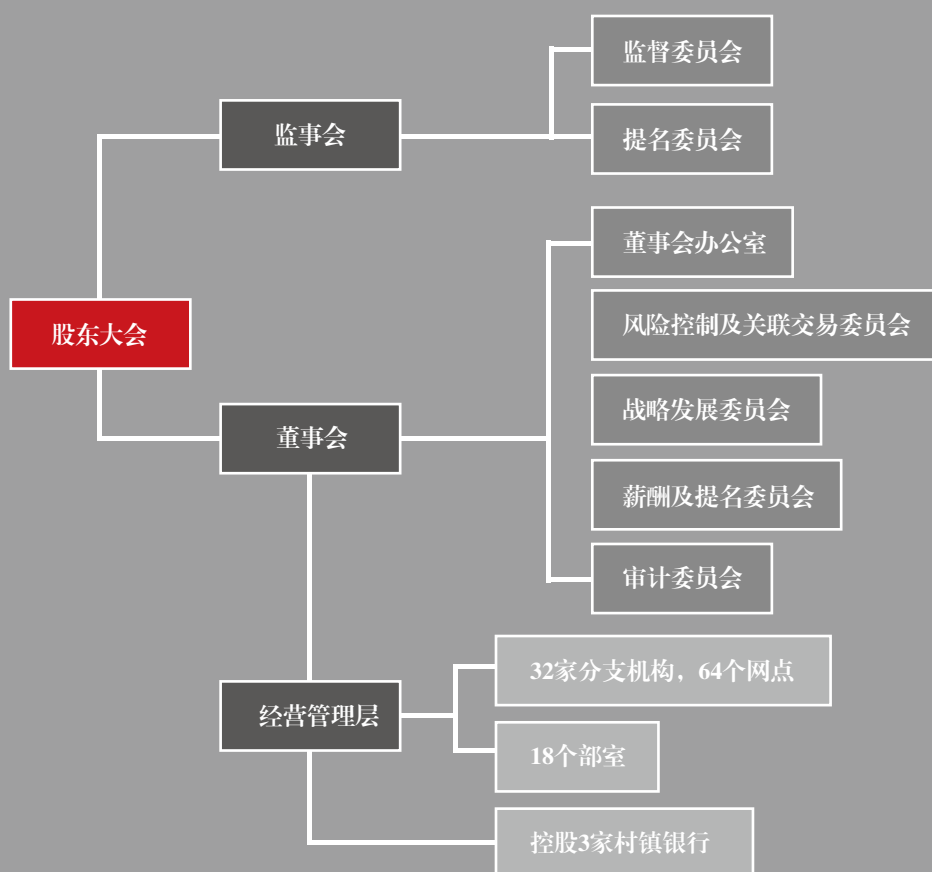 监督委员会
监事会
提名委员会
董事会办公室
风险控制及关联交易委员会
股东大会
战略发展委员会
董事会
薪酬及提名委员会
审计委员会
32家分支机构，64个网点
经营管理层
18个部室
控股3家村镇银行